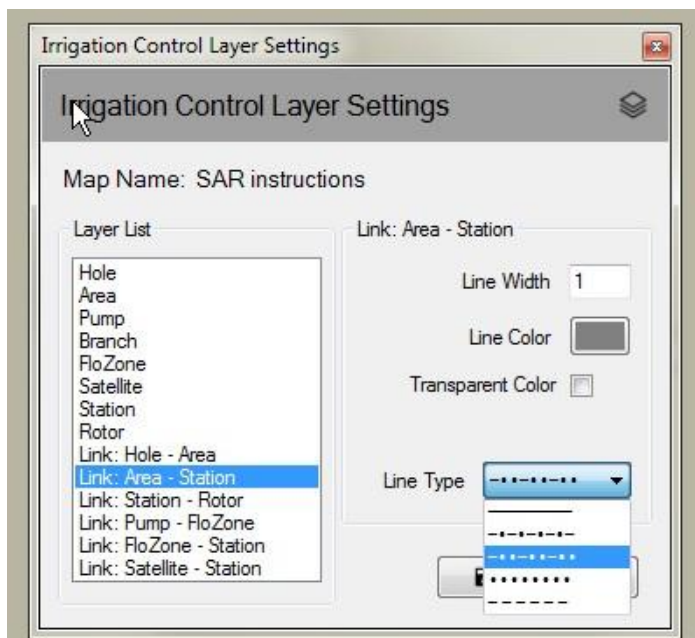 Irrigation Control Layer Settings
Irrigation Control Layer Settings
Map Name: SAR instructions
Layer List
Hole
Area
Pump
Branch
FloZone
Satellite
Station
Rotor
Link: Hole - Area
Link: Area - Station
Link: Station - Rotor
Link: Pump - FloZone
Link: FloZone - Station
Link: Satellite - Station
Link: Area - Station
Line Width 1
Line Color
Transparent Color
Line Type